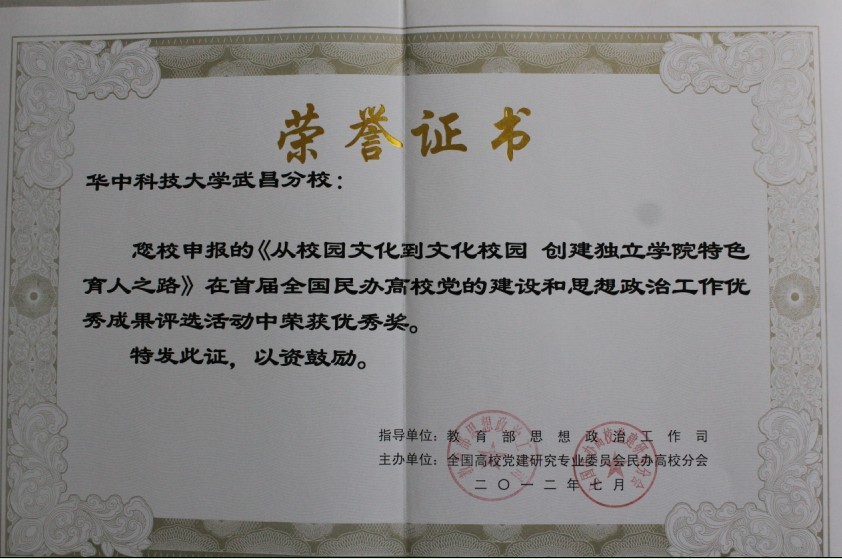 荣誉证书
华中科技大学武昌分校：
您校申报的《从校园文化到文化校园 创建独立学院特色
育人之路》在首届全国民办高校党的建设和思想政治工作优
秀成果评选活动中荣获优秀奖。
特发此证，以资鼓励。
指导单位：教育部思想政治工作司
主办单位：全国高校党建研究专业委员会民办高校分会
二〇一二年七月